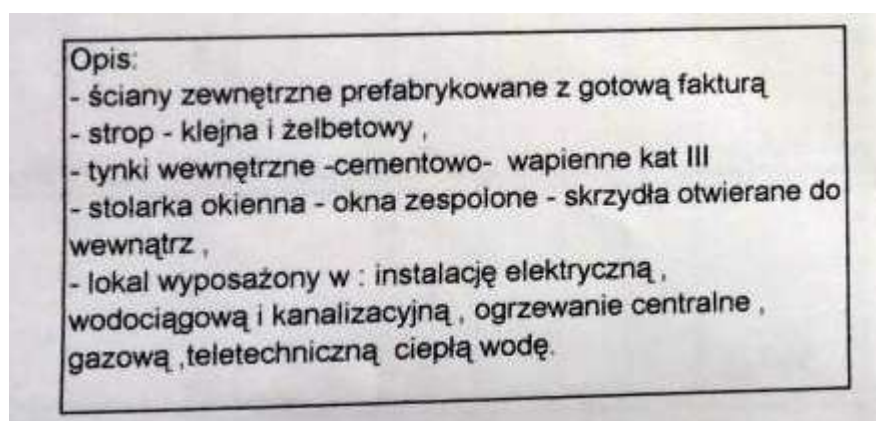 Opis:
- ściany zewnętrzne prefabrykowane z gotową fakturą
- strop - klejna i żelbetowy ,
- tynki wewnętrzne -cementowo- wapienne kat III
- stolarka okienna - okna zespolone - skrzydła otwierane do
wewnątrz ,
- lokal wyposażony w : instalację elektryczną ,
wodociągową i kanalizacyjną , ogrzewanie centralne ,
gazową ,teletechniczną ciepłą wodę.